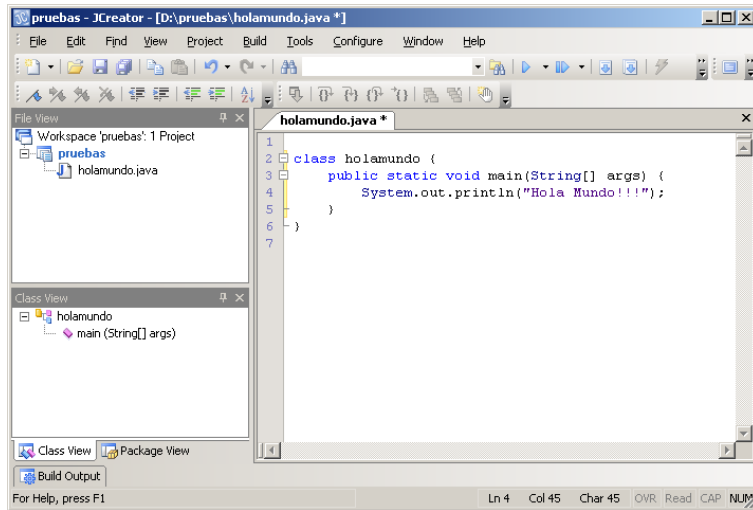 pruebas - JCreator - [D:\pruebas\holamundo.java *]
File Edit Find View Project Build Tools Configure Window Help
File View
Workspace 'pruebas': 1 Project
pruebas
holamundo.java
Class View
holamundo
main (String[] args)
Class View Package View
holamundo.java *
1
2 class holamundo {
3 public static void main(String[] args) {
4 System.out.println("Hola Mundo!!!");
5 }
6 }
7
Build Output
For Help, press F1 Ln 4 Col 45 Char 45 OVR Read CAP NUM